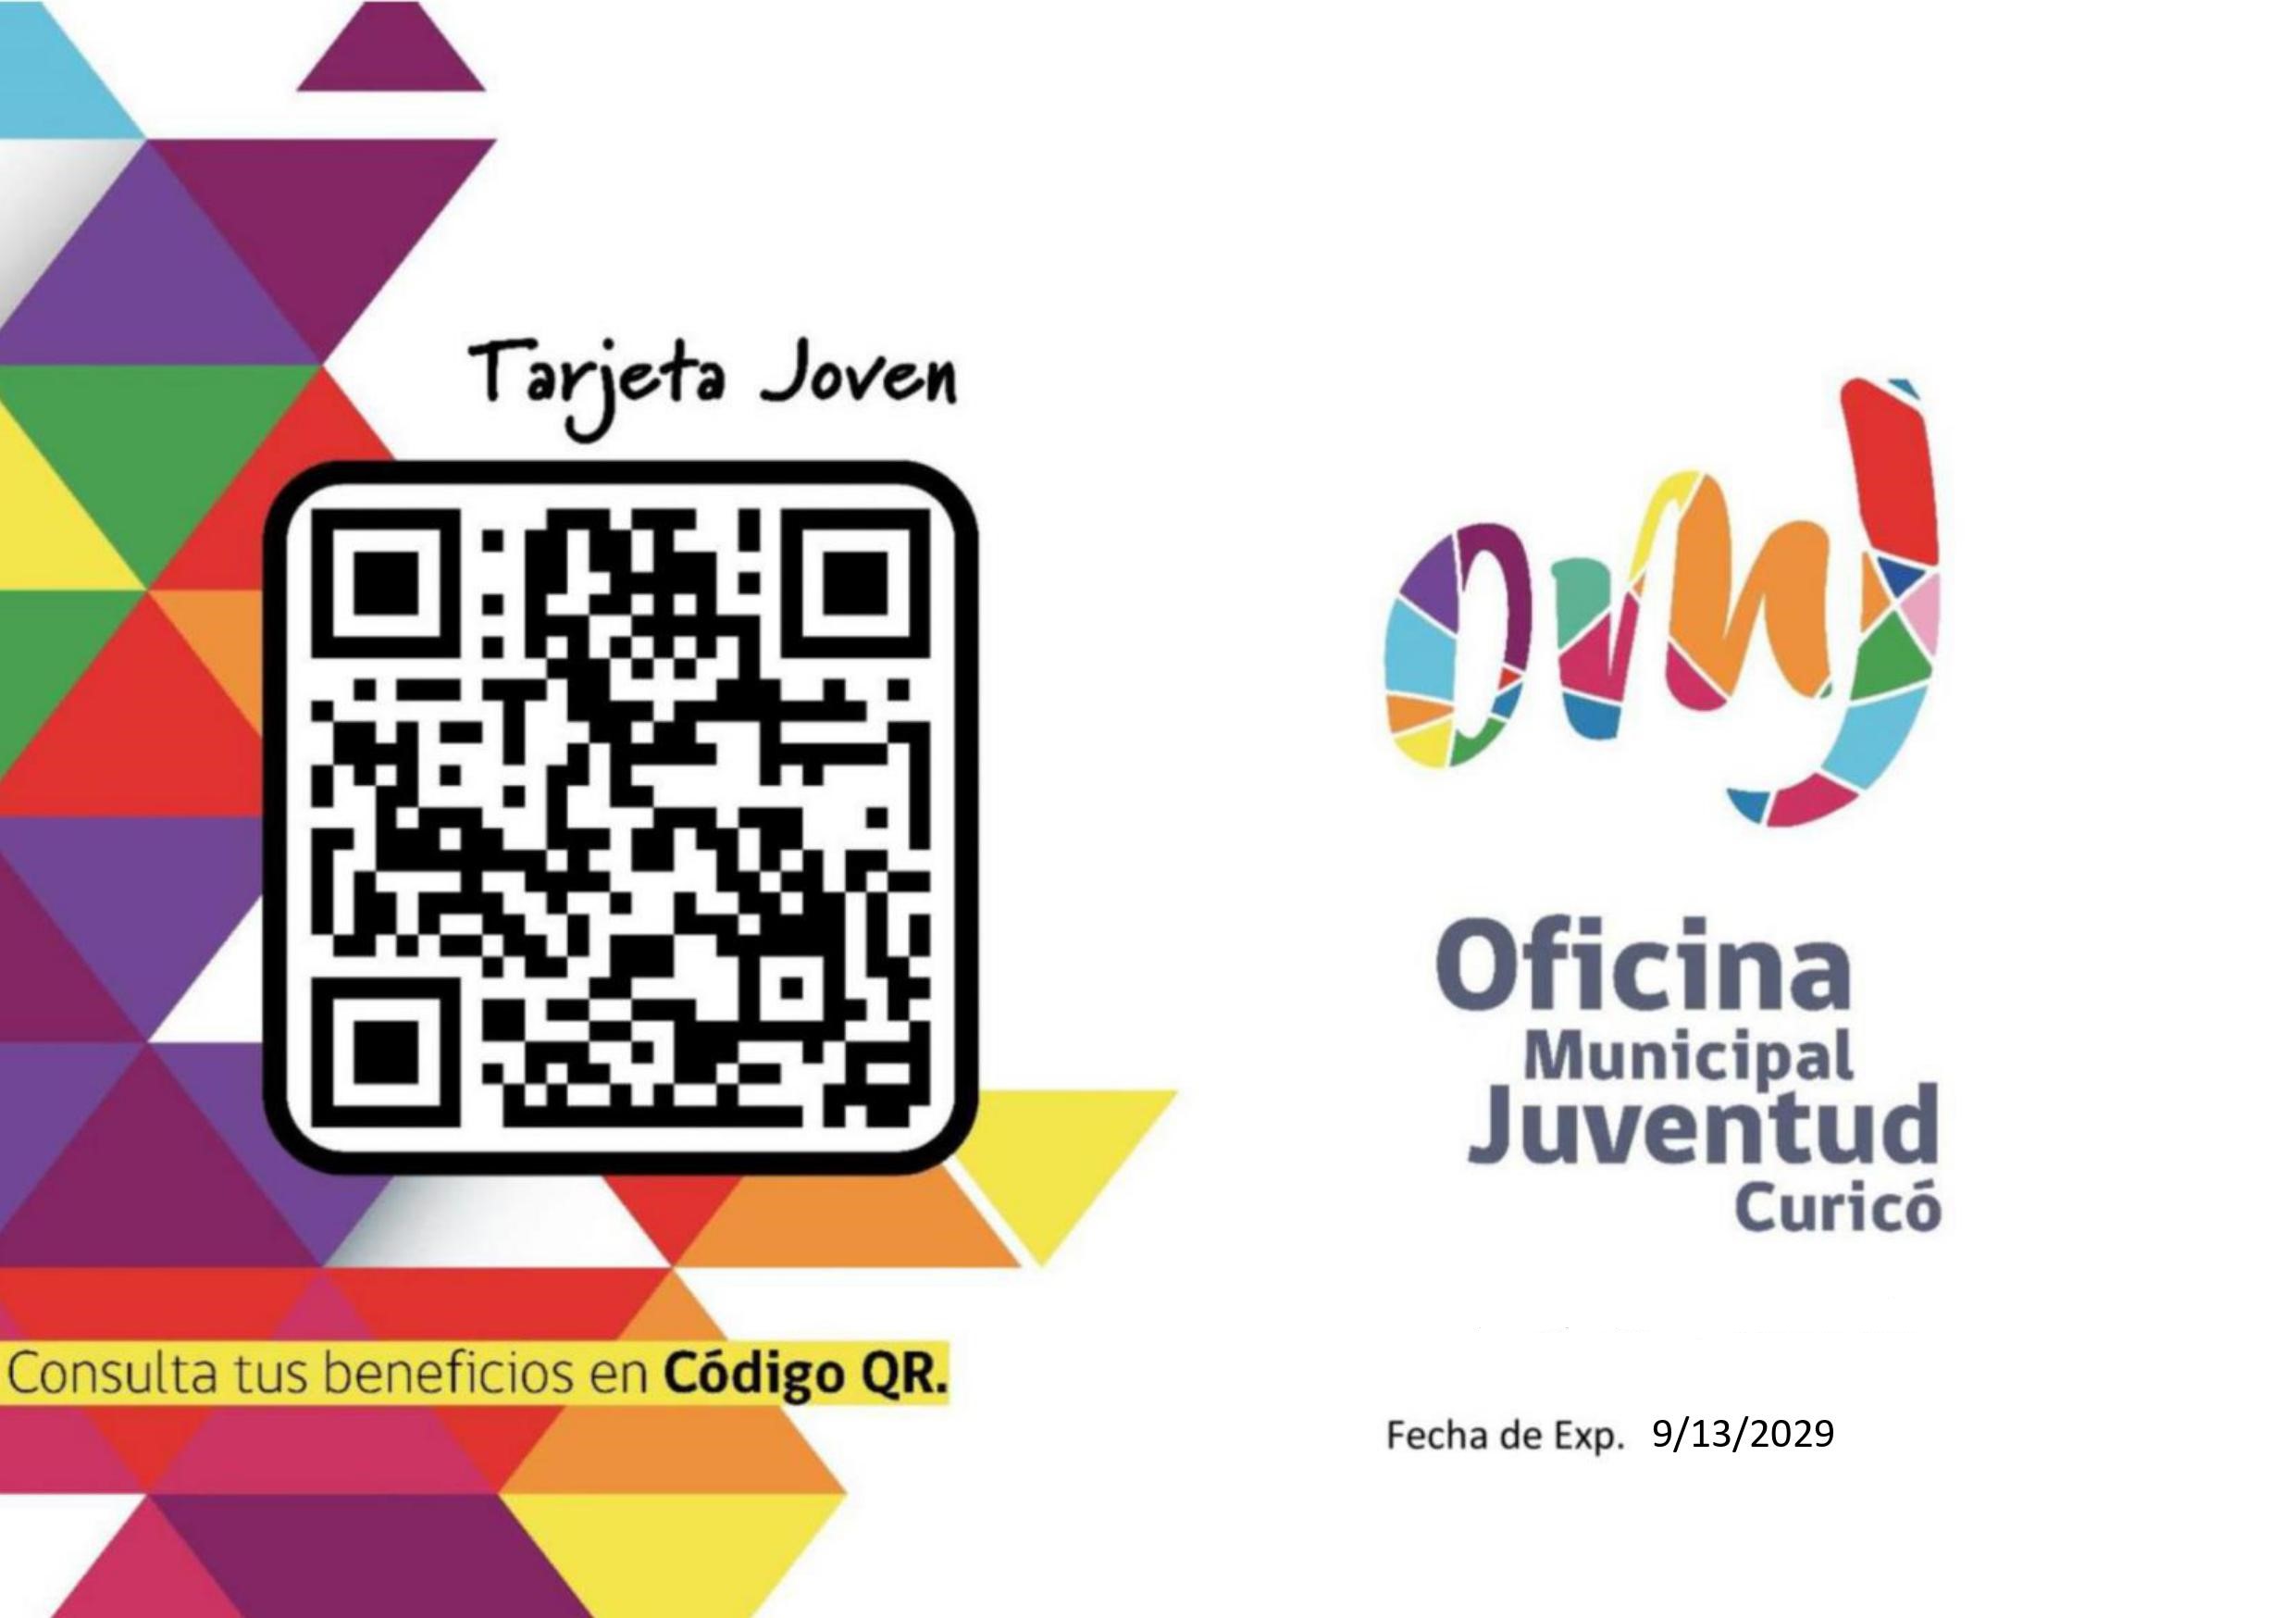 Tarjeta Joven
Consulta tus beneficios en Código QR.
omj
Oficina
Municipal
Juventud
Curicó
Fecha de Exp. 9/13/2029